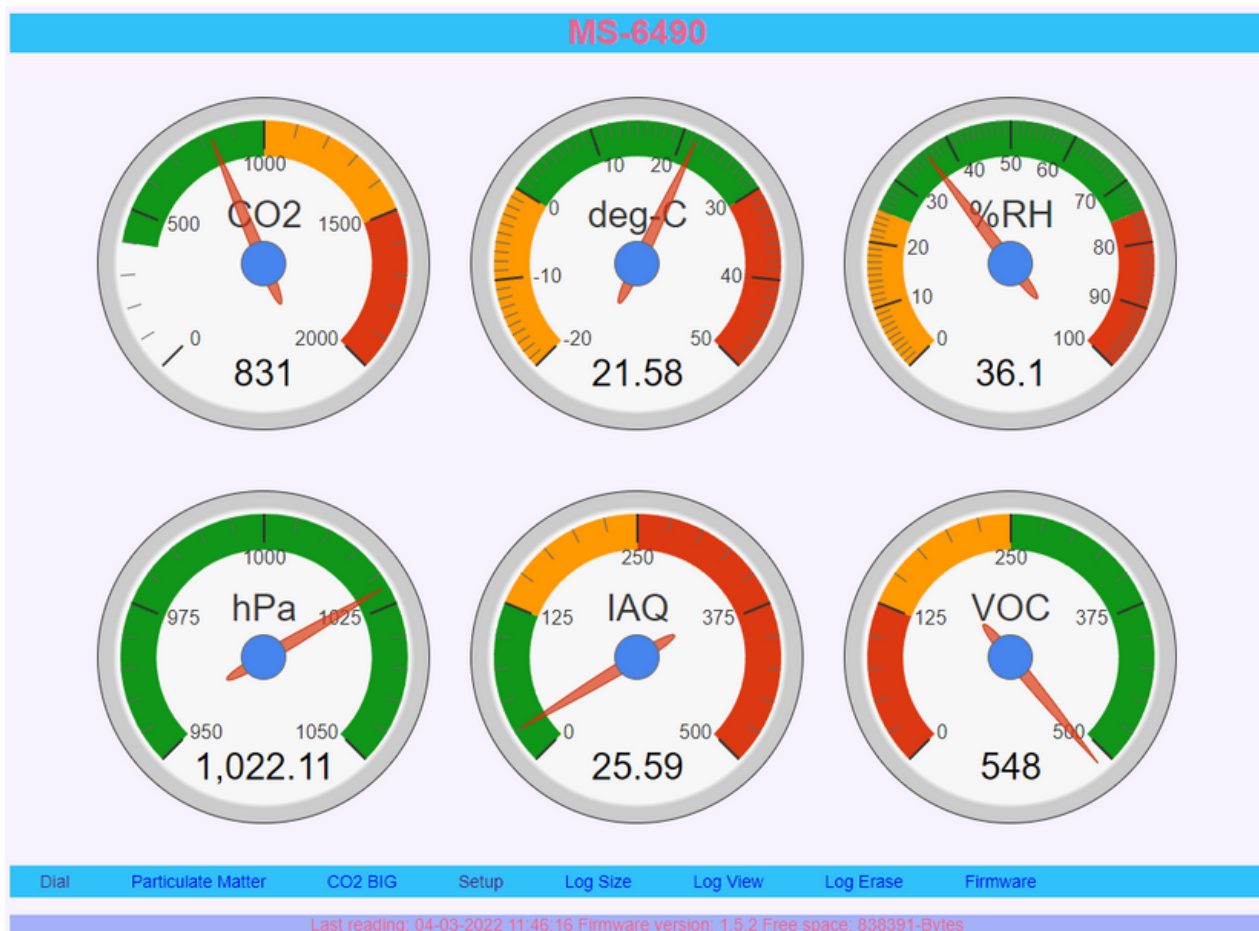 MS-6490
CO2
0 500 1000 1500 2000
831
deg-C
-20 -10 0 10 20 30 40 50
21.58
%RH
0 10 20 30 40 50 60 70 80 90 100
36.1
hPa
950 975 1000 1025 1050
1,022.11
IAQ
0 125 250 375 500
25.59
VOC
0 125 250 375 500
548
Dial Particulate Matter CO2 BIG Setup Log Size Log View Log Erase Firmware
Last reading: 04-03-2022 11:46:16 Firmware version: 1.5.2 Free space: 838391-Bytes